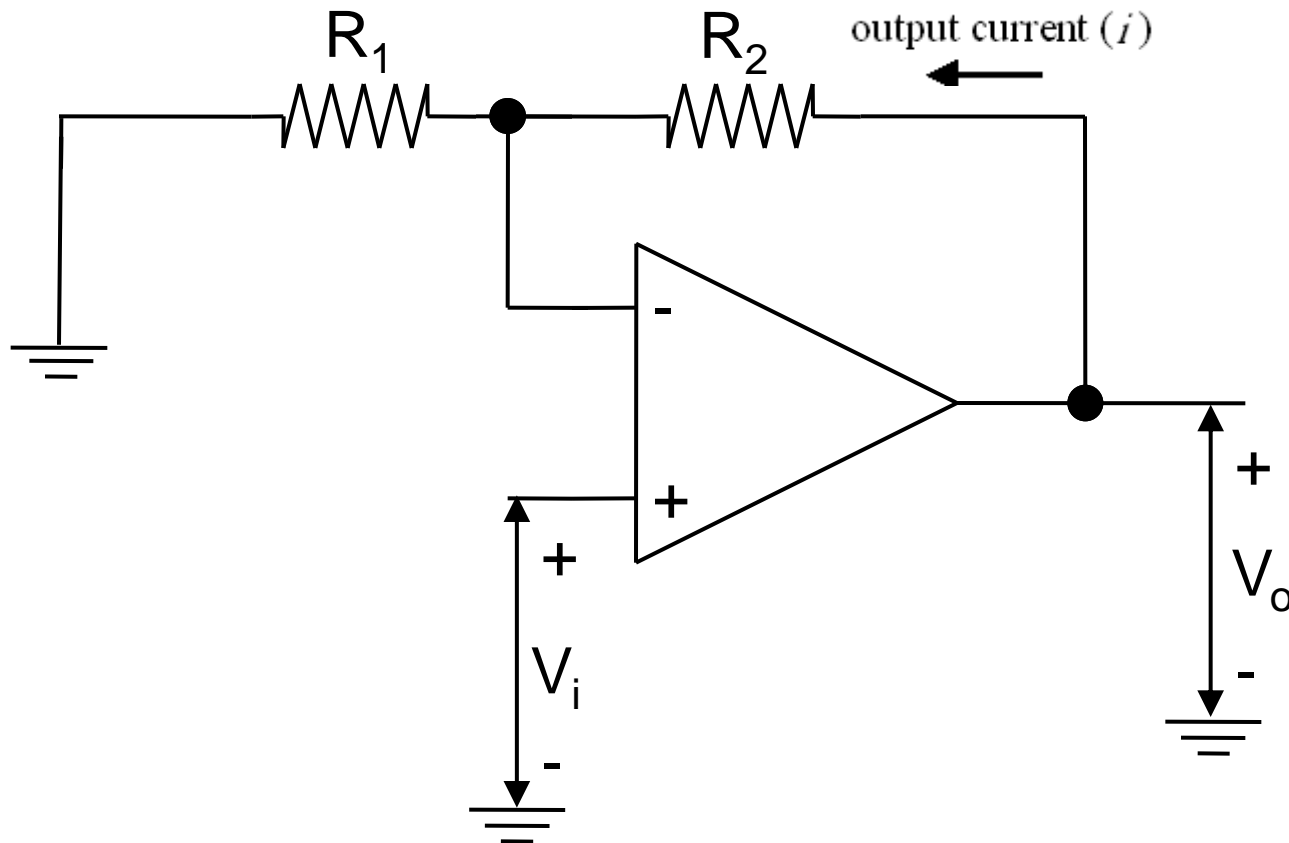 R1
R2
output current (i)
-
+
+
Vi
-
+
Vo
-